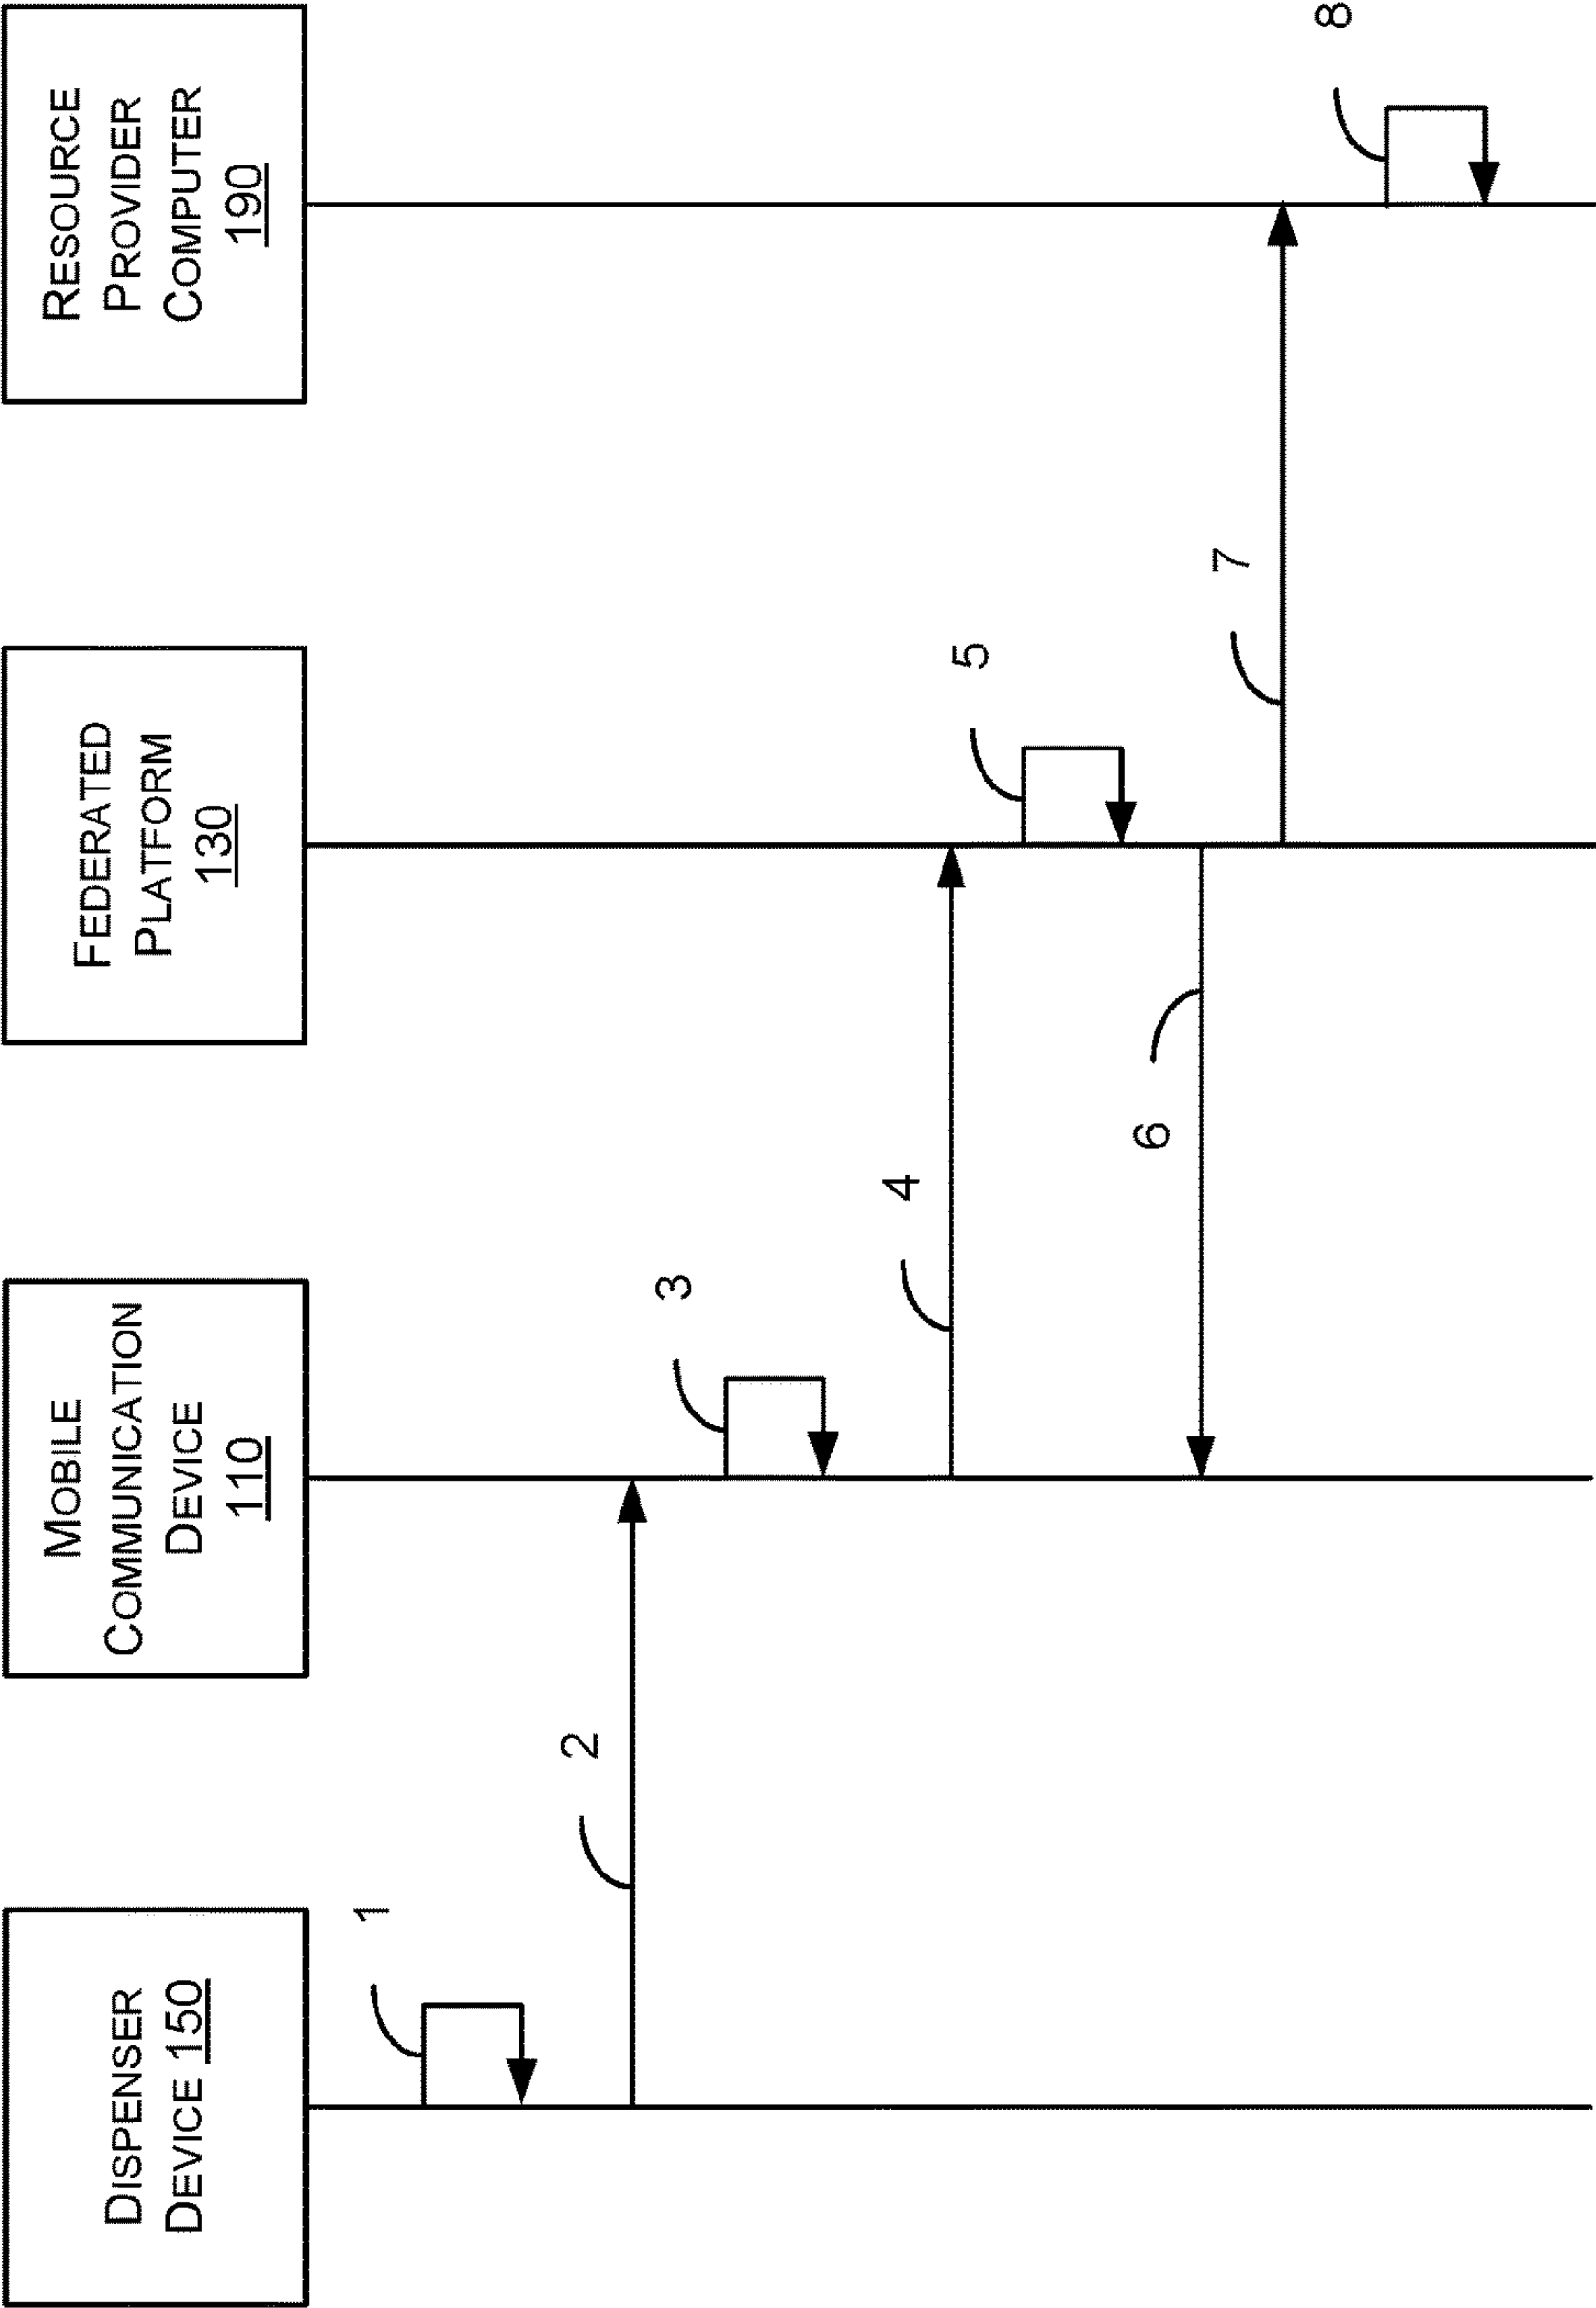 DISPENSER
DEVICE 150
MOBILE
COMMUNICATION
DEVICE
110
FEDERATED
PLATFORM
130
RESOURCE
PROVIDER
COMPUTER
190
1
2
3
4
5
6
7
8